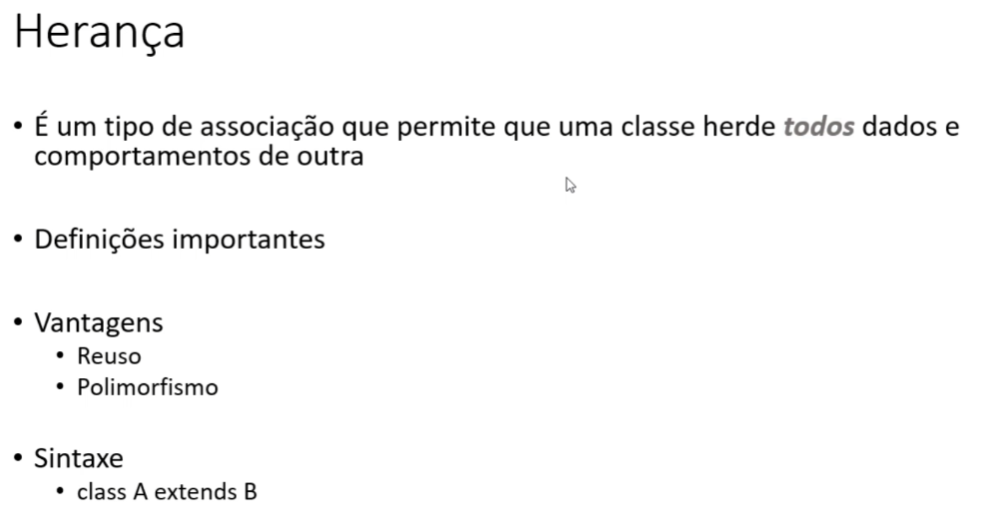 Herança
• É um tipo de associação que permite que uma classe herde todos dados e
comportamentos de outra
• Definições importantes
• Vantagens
• Reuso
• Polimorfismo
• Sintaxe
• class A extends B